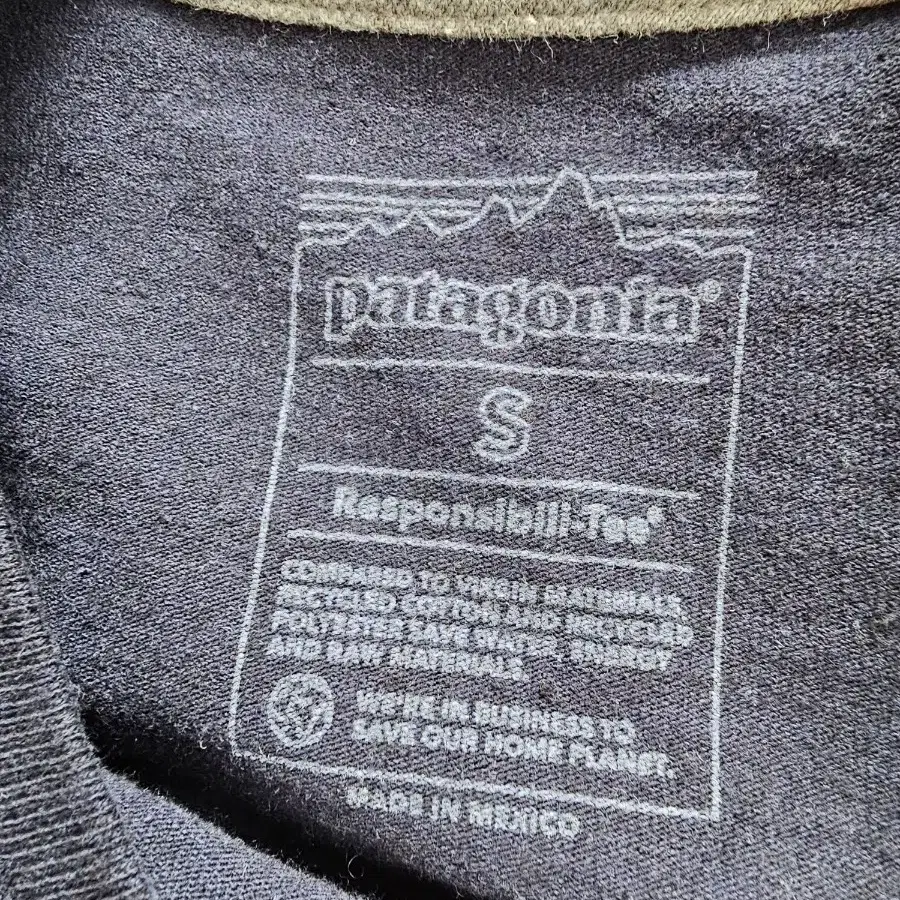 patagonia®
S
Responsibili-Tee®
COMPARED TO VIRGIN MATERIALS,
RECYCLED COTTON AND RECYCLED
POLYESTER SAVE WATER, ENERGY
AND RAW MATERIALS.
WE'RE IN BUSINESS TO
SAVE OUR HOME PLANET.
MADE IN MEXICO